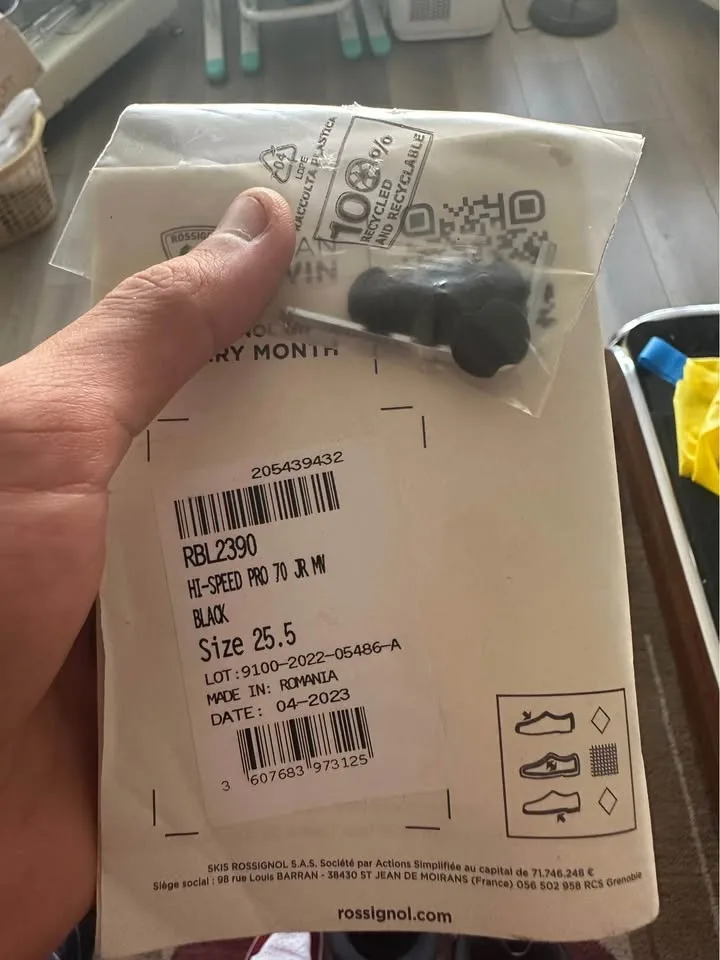 04
LDPE
RACCOLTA PLASTICA
100%
RECYCLED
AND RECYCLABLE
MONTH
205439432
RBL2390
HI-SPEED PRO 70 JR MV
BLACK
Size 25.5
LOT:9100-2022-05486-A
MADE IN: ROMANIA
DATE: 04-2023
3 607683 973125
SKIS ROSSIGNOL S.A.S. Société par Actions Simplifiée au capital de 71.746.248 €
Siège social : 98 rue Louis BARRAN - 38430 ST JEAN DE MOIRANS (France) 056 502 958 RCS Grenoble
rossignol.com